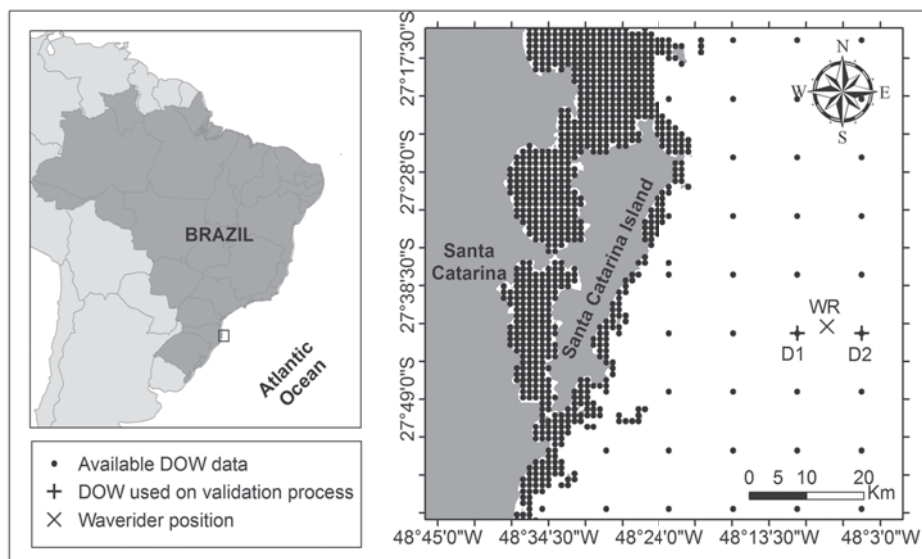 BRAZIL
Atlantic
Ocean
Available DOW data
DOW used on validation process
Waverider position
27°17'30"S
27°28'0"S
27°38'30"S
27°49'0"S
Santa
Catarina
Santa Catarina Island
N
W
E
S
WR
D1
D2
0 5 10 20
Km
48°45'0"W 48°34'30"W 48°24'0"W 48°13'30"W 48°3'0"W